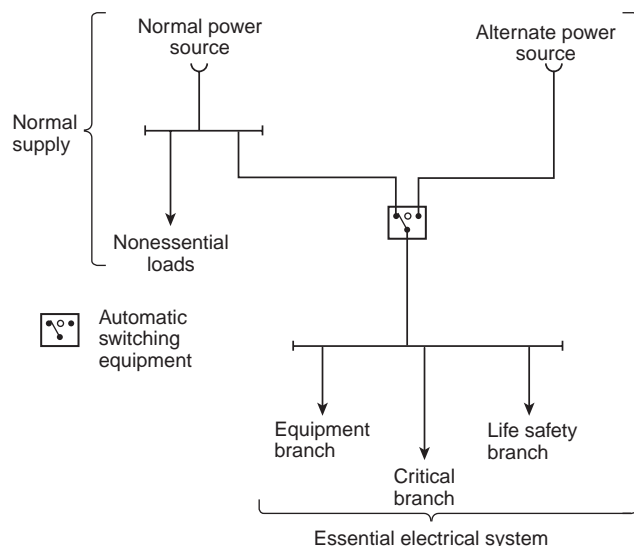 Normal power
source
Alternate power
source
Normal
supply
Nonessential
loads
Automatic
switching
equipment
Equipment
branch
Critical
branch
Life safety
branch
Essential electrical system